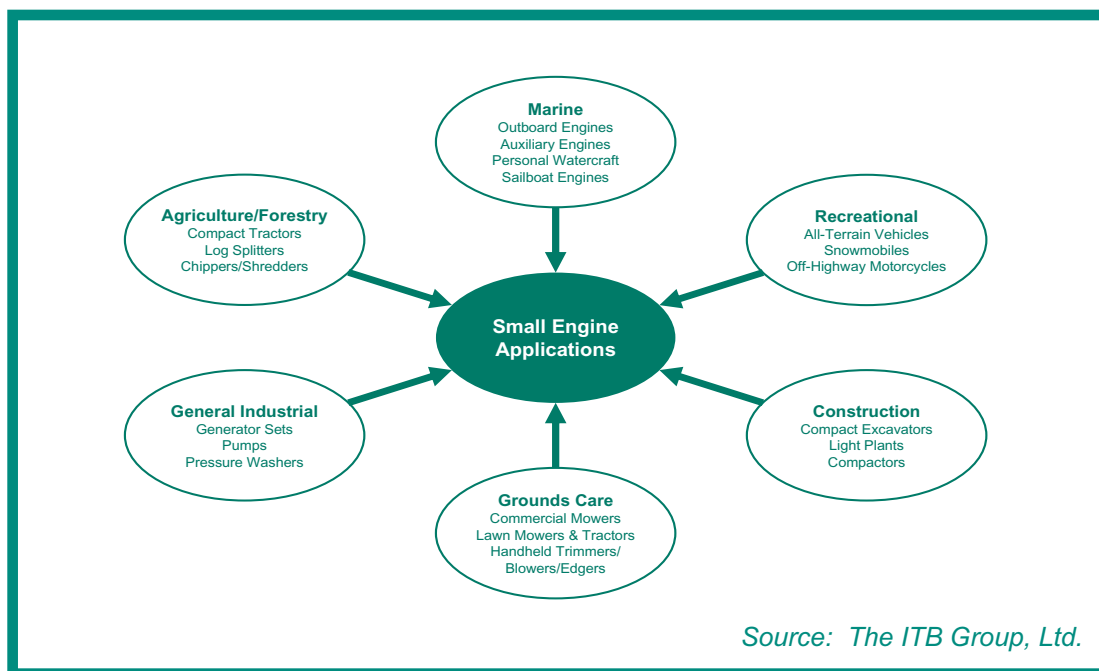 Marine
Outboard Engines
Auxiliary Engines
Personal Watercraft
Sailboat Engines
Agriculture/Forestry
Compact Tractors
Log Splitters
Chippers/Shredders
Recreational
All-Terrain Vehicles
Snowmobiles
Off-Highway Motorcycles
Small Engine
Applications
General Industrial
Generator Sets
Pumps
Pressure Washers
Construction
Compact Excavators
Light Plants
Compactors
Grounds Care
Commercial Mowers
Lawn Mowers & Tractors
Handheld Trimmers/
Blowers/Edgers
Source:  The ITB Group, Ltd.